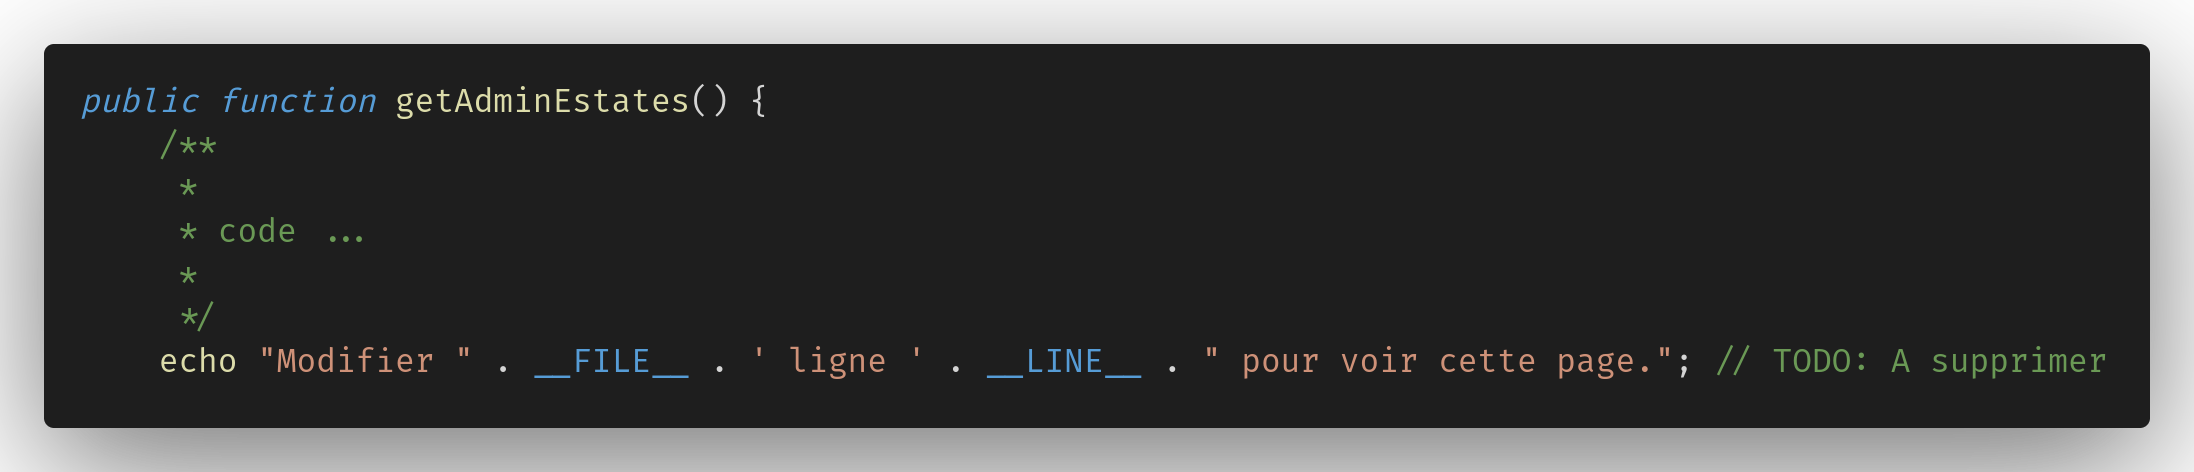 public function getAdminEstates() {
    /**
     *
     * code ...
     *
     */
    echo "Modifier " . __FILE__ . ' ligne ' . __LINE__ . " pour voir cette page."; // TODO: A supprimer